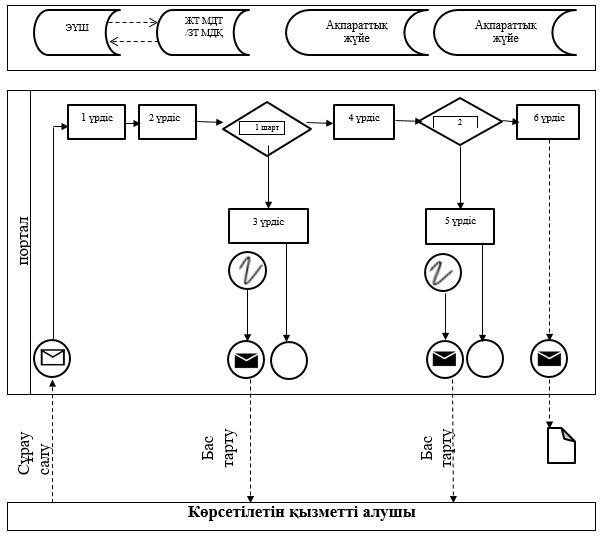 ЭҮШ
ЖТ МДТ
/ЗТ МДҚ
Ақпараттық
жүйе
Ақпараттық
жүйе
1 үрдіс
2 үрдіс
1 шарт
4 үрдіс
2
6 үрдіс
3 үрдіс
5 үрдіс
портал
Сұрау
салу
Бас
тарту
Бас
тарту
Көрсетілетін қызметті алушы